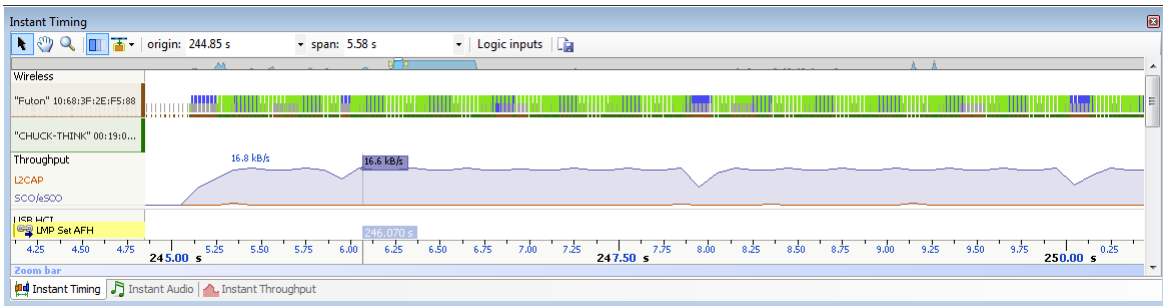 Instant Timing
origin: 244.85 s span: 5.58 s Logic inputs
Wireless
"Futon" 10:68:3F:2E:F5:88
"CHUCK-THINK" 00:19:0...
Throughput
16.8 kB/s 16.6 kB/s
L2CAP
SCO/eSCO
USB HCI
LMP Set AFH
246.070 s
4.25 4.50 4.75 5.25 5.50 5.75 6.00 6.25 6.50 6.75 7.00 7.25 7.75 8.00 8.25 8.50 8.75 9.00 9.25 9.50 9.75 0.25
245.00 s 247.50 s 250.00 s
Zoom bar
Instant Timing Instant Audio Instant Throughput